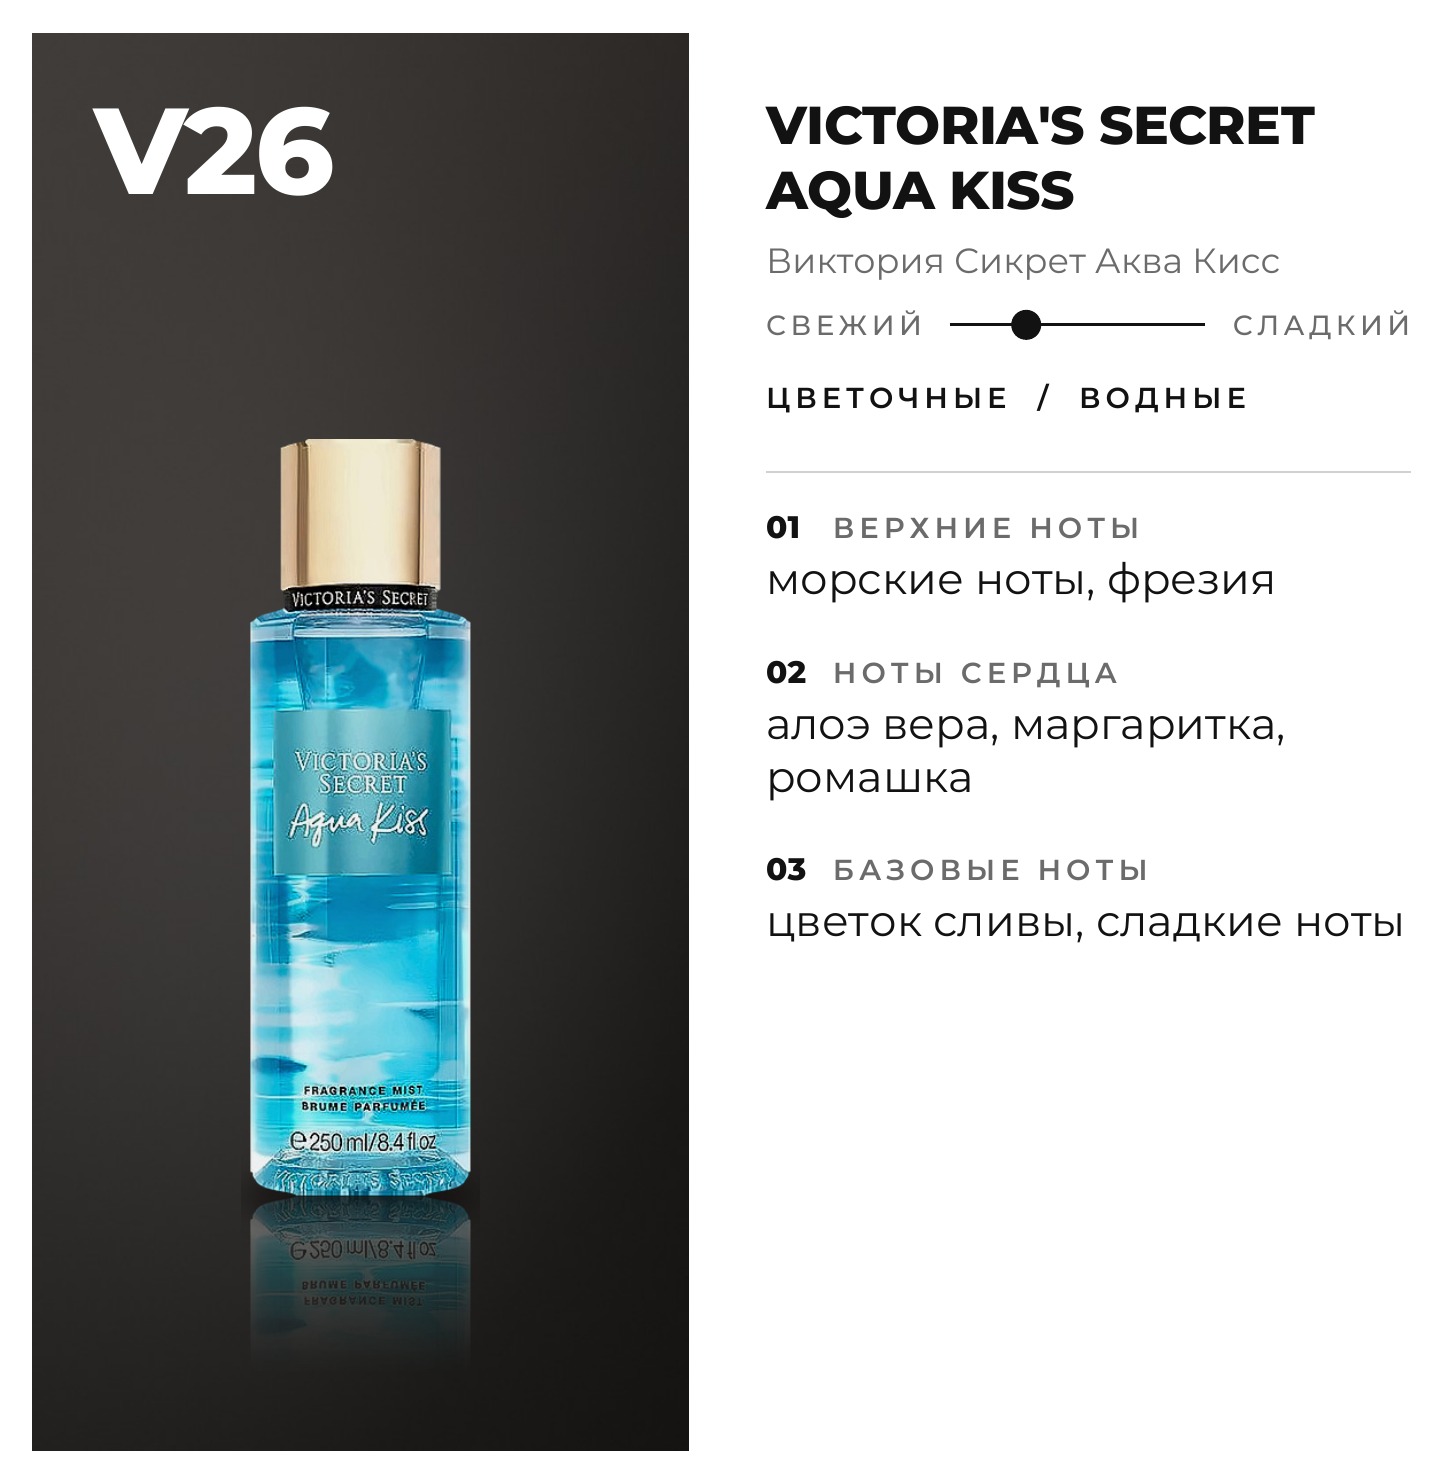 V26
VICTORIA'S SECRET
AQUA KISS
Виктория Сикрет Аква Кисс
СВЕЖИЙ СЛАДКИЙ
ЦВЕТОЧНЫЕ / ВОДНЫЕ
01 ВЕРХНИЕ НОТЫ
морские ноты, фрезия
02 НОТЫ СЕРДЦА
алоэ вера, маргаритка,
ромашка
03 БАЗОВЫЕ НОТЫ
цветок сливы, сладкие ноты
VICTORIA'S SECRET
VICTORIA'S
SECRET
Aqua Kiss
FRAGRANCE MIST
BRUME PARFUMÉE
e 250 ml/8.4 fl oz
VICTORIA'S SECRET